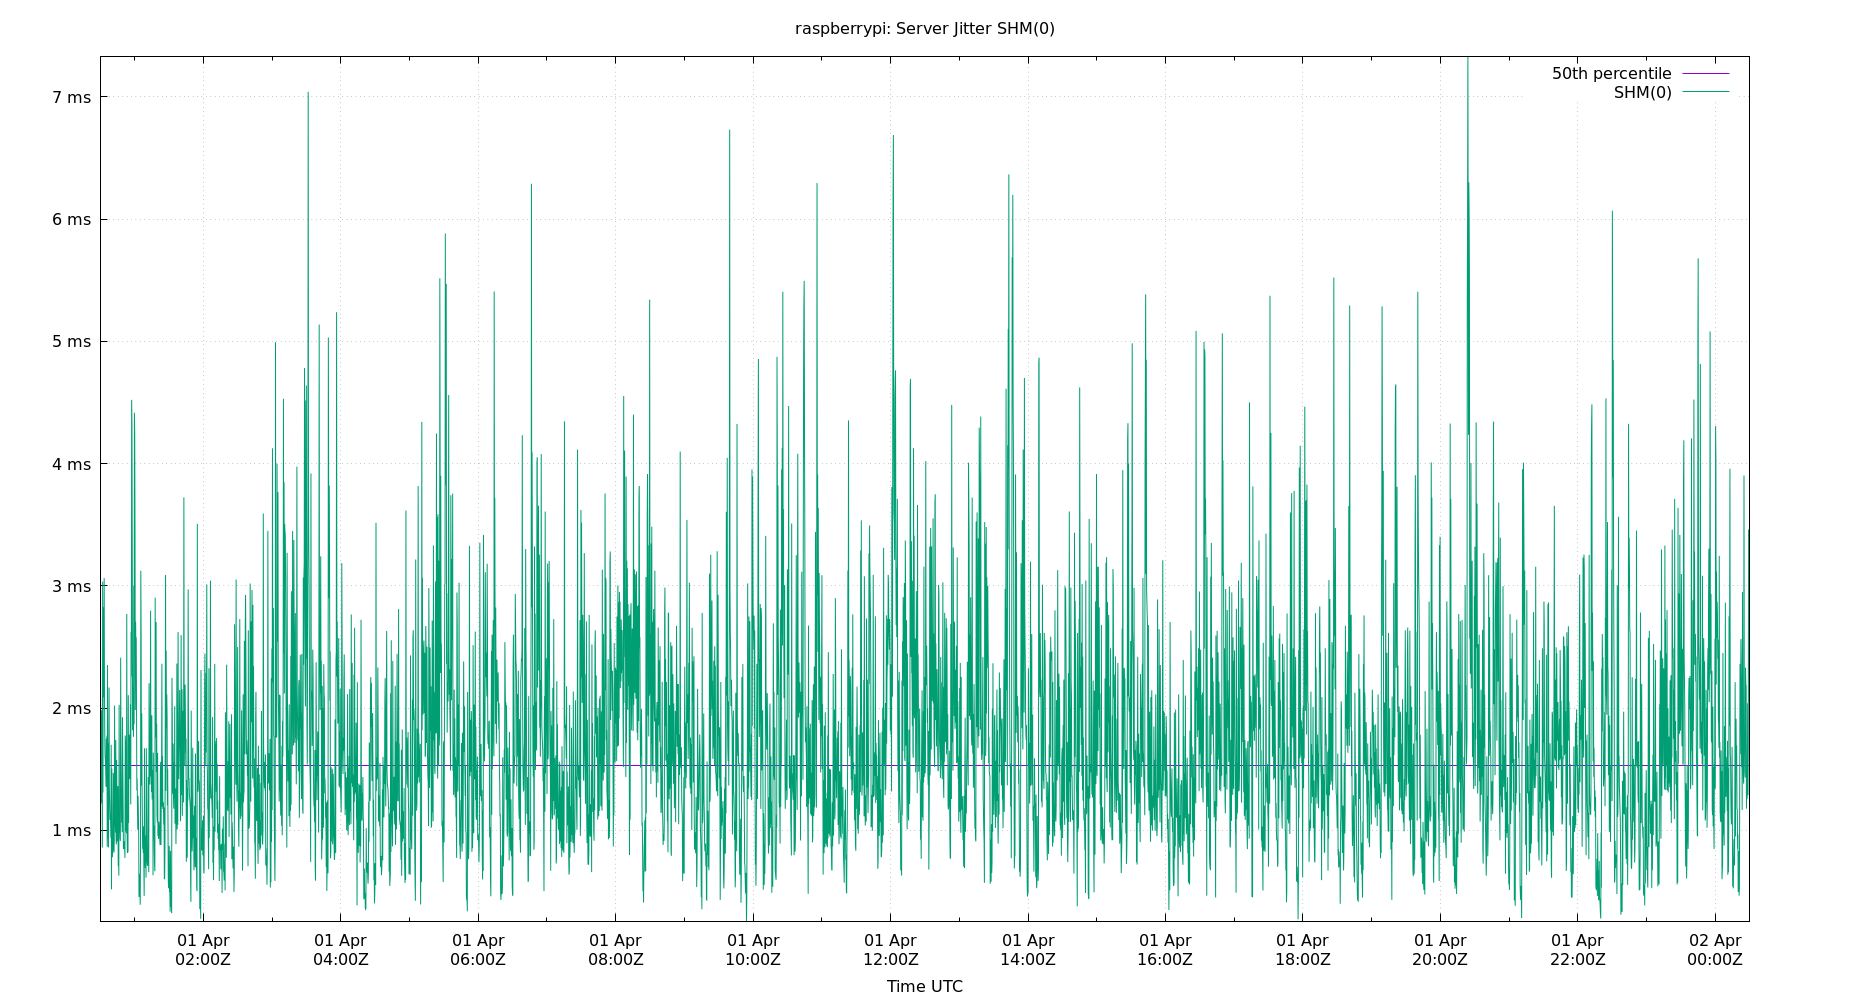 raspberrypi: Server Jitter SHM(0)
50th percentile
SHM(0)
7 ms
6 ms
5 ms
4 ms
3 ms
2 ms
1 ms
01 Apr 01 Apr 01 Apr 01 Apr 01 Apr 01 Apr 01 Apr 01 Apr 01 Apr 01 Apr 01 Apr 02 Apr
02:00Z 04:00Z 06:00Z 08:00Z 10:00Z 12:00Z 14:00Z 16:00Z 18:00Z 20:00Z 22:00Z 00:00Z
Time UTC